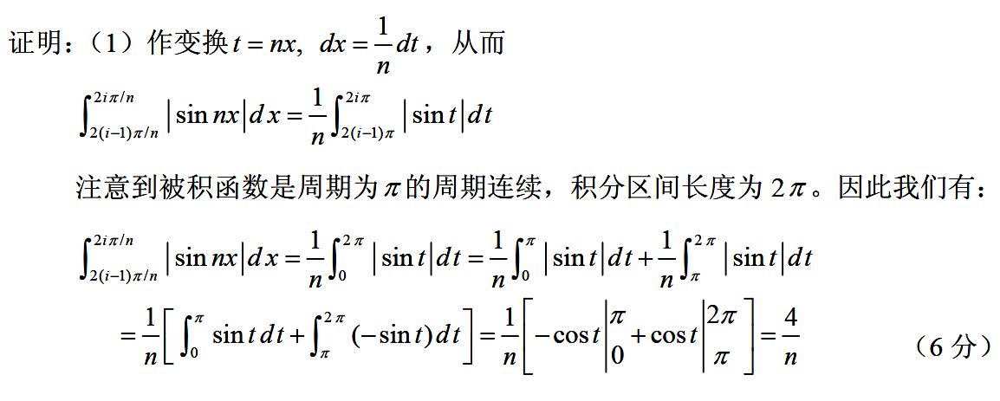 证明：（1）作变换 $t = nx,\ dx = \frac{1}{n}dt$，从而
$\int_{2(i-1)\pi/n}^{2i\pi/n} |\sin nx| dx = \frac{1}{n}\int_{2(i-1)\pi}^{2i\pi} |\sin t| dt$
注意到被积函数是周期为 $\pi$ 的周期连续，积分区间长度为 $2\pi$。因此我们有：
$\int_{2(i-1)\pi/n}^{2i\pi/n} |\sin nx| dx = \frac{1}{n}\int_{0}^{2\pi} |\sin t| dt = \frac{1}{n}\int_{0}^{\pi} |\sin t| dt + \frac{1}{n}\int_{\pi}^{2\pi} |\sin t| dt$
$= \frac{1}{n}\left[\int_{0}^{\pi} \sin t dt + \int_{\pi}^{2\pi} (-\sin t) dt\right] = \frac{1}{n}\left[-\cos t\Big|_{0}^{\pi} + \cos t\Big|_{\pi}^{2\pi}\right] = \frac{4}{n}$ （6 分）